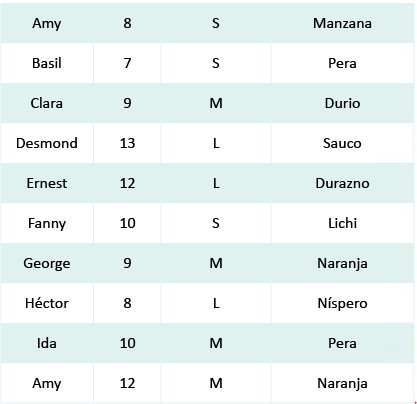 Amy 8 S Manzana
Basil 7 S Pera
Clara 9 M Durio
Desmond 13 L Sauco
Ernest 12 L Durazno
Fanny 10 S Lichi
George 9 M Naranja
Héctor 8 L Níspero
Ida 10 M Pera
Amy 12 M Naranja